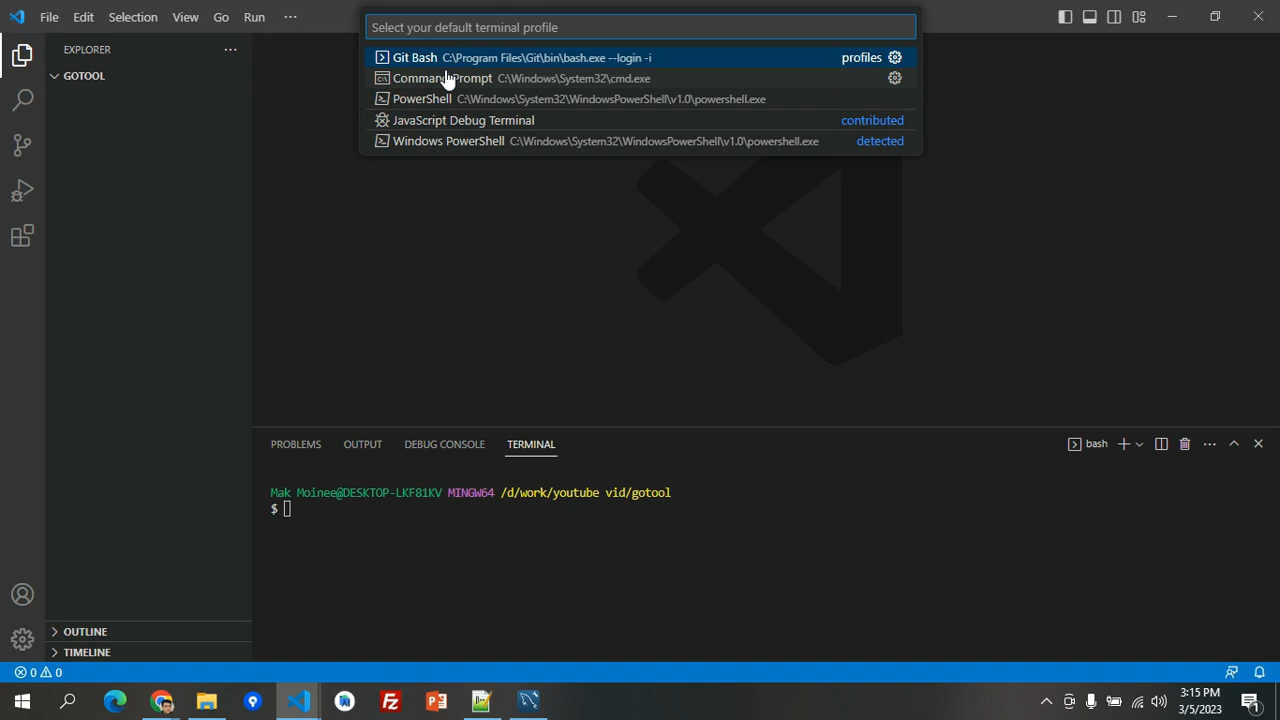 File Edit Selection View Go Run ···
Select your default terminal profile
EXPLORER ···
Git Bash C:\Program Files\Git\bin\bash.exe --login -i profiles
GOTOOL
Command Prompt C:\Windows\System32\cmd.exe
PowerShell C:\Windows\System32\WindowsPowerShell\v1.0\powershell.exe
JavaScript Debug Terminal contributed
Windows PowerShell C:\Windows\System32\WindowsPowerShell\v1.0\powershell.exe detected
PROBLEMS OUTPUT DEBUG CONSOLE TERMINAL bash
Mak Moinee@DESKTOP-LKF81KV MINGW64 /d/work/youtube vid/gotool
$
OUTLINE
TIMELINE
0 0
3:15 PM
3/5/2023
1